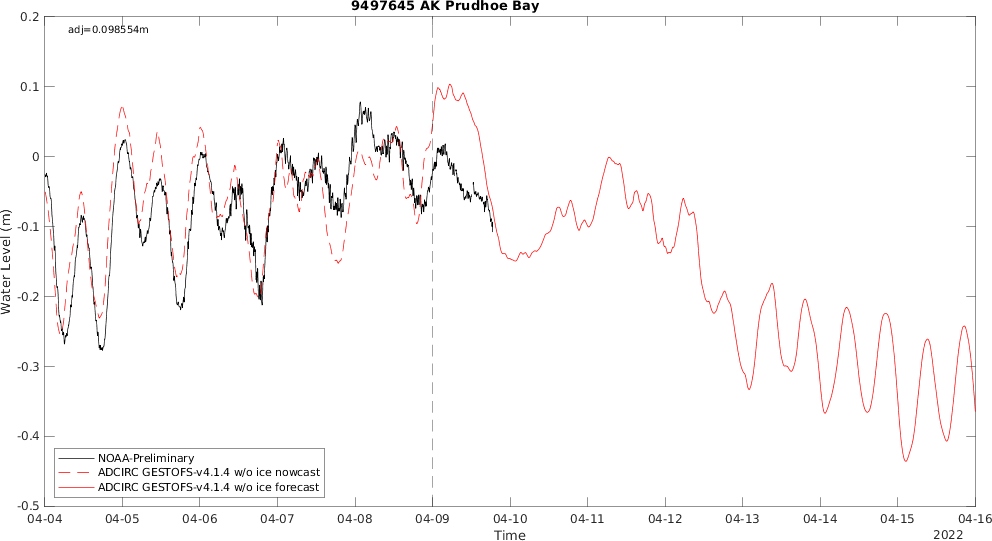 9497645 AK Prudhoe Bay
adj=0.098554m
0.2
0.1
0
-0.1
-0.2
-0.3
-0.4
-0.5
Water Level (m)
NOAA-Preliminary
ADCIRC GESTOFS-v4.1.4 w/o ice nowcast
ADCIRC GESTOFS-v4.1.4 w/o ice forecast
04-04 04-05 04-06 04-07 04-08 04-09 04-10 04-11 04-12 04-13 04-14 04-15 04-16
Time
2022